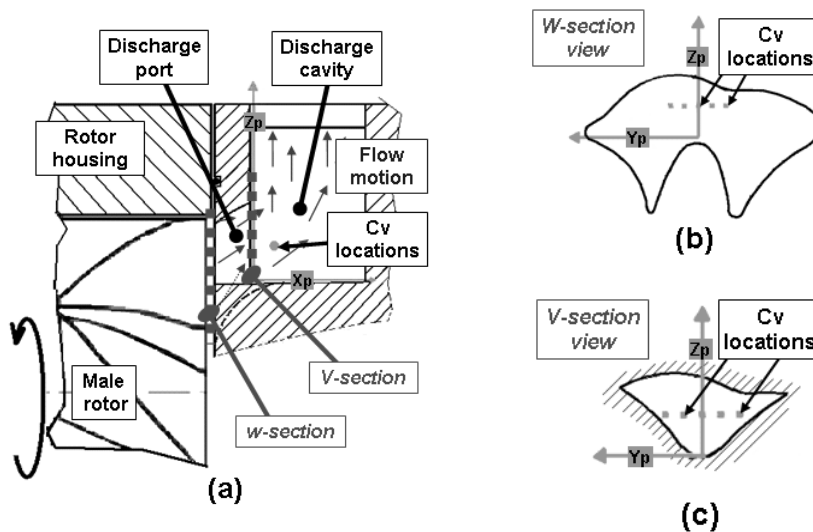 Discharge
port
Discharge
cavity
Zp
Rotor
housing
Flow
motion
Cv
locations
Xp
Male
rotor
V-section
w-section
(a)
W-section
view
Zp
Cv
locations
Yp
(b)
V-section
view
Zp
Cv
locations
Yp
(c)